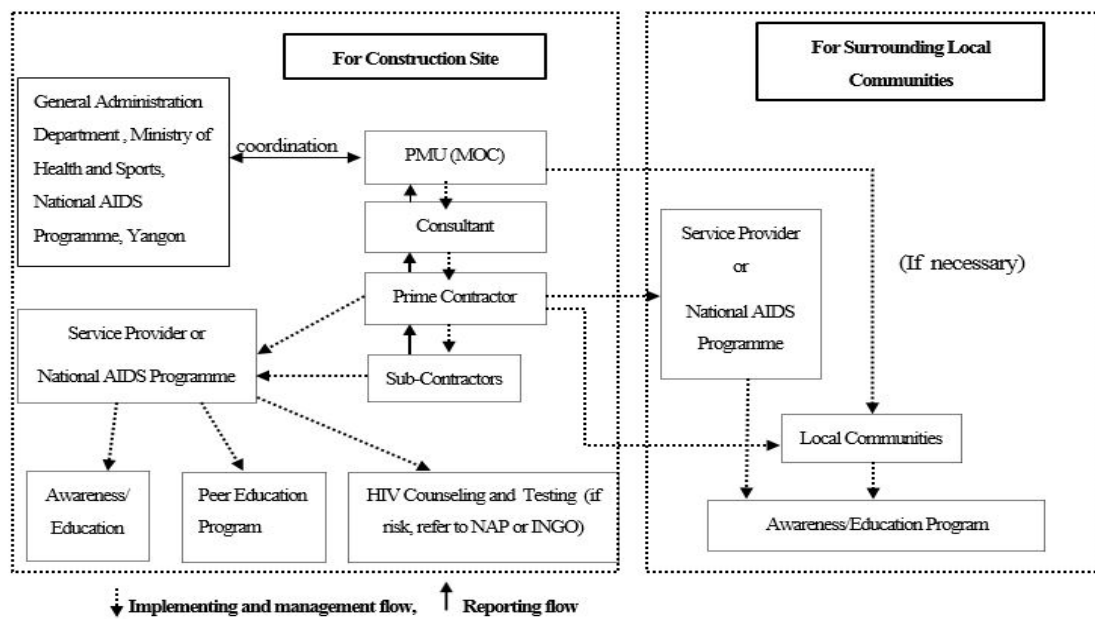 For Construction Site
For Surrounding Local
Communities
General Administration
Department , Ministry of
Health and Sports,
National AIDS
Programme, Yangon
coordination
PMU (MOC)
Consultant
Prime Contractor
Sub-Contractors
Service Provider or
National AIDS Programme
Awareness/
Education
Peer Education
Program
HIV Counseling and Testing (if
risk, refer to NAP or INGO)
Service Provider
or
National AIDS
Programme
(If necessary)
Local Communities
Awareness/Education Program
Implementing and management flow,
Reporting flow